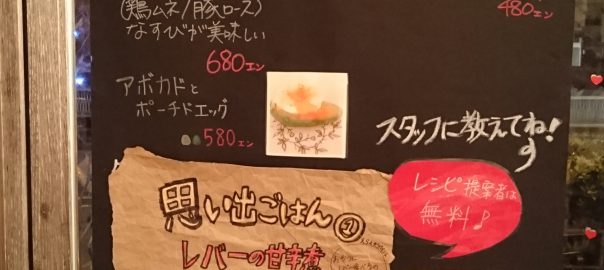 480エン
(鶏ムネ/豚ロース)
なすびが美味しい
680エン
アボカドと
ポーチドエッグ
580エン
スタッフに教えてね!
レシピ提案者は
無料♪
思い出ごはん
レバーの甘辛煮